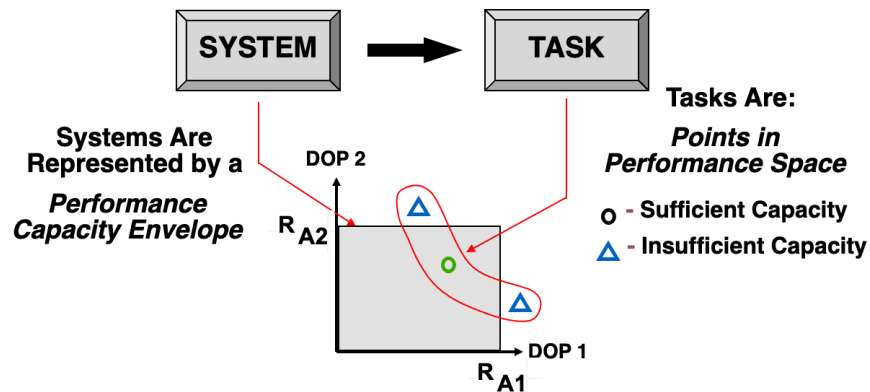 SYSTEM
TASK
Systems Are
Represented by a
Performance
Capacity Envelope
DOP 2
R A2
DOP 1
R A1
Tasks Are:
Points in
Performance Space
- Sufficient Capacity
- Insufficient Capacity